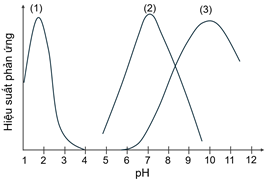 (1) (2) (3)
Hiệu suất phản ứng
1 2 3 4 5 6 7 8 9 10 11 12
pH